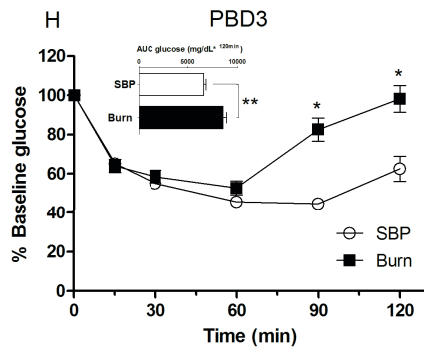 H PBD3
AUC glucose (mg/dL* 120min)
0 5000 10000
SBP
Burn
**
* *
120
100
80
60
40
20
0
% Baseline glucose
SBP
Burn
0 30 60 90 120
Time (min)